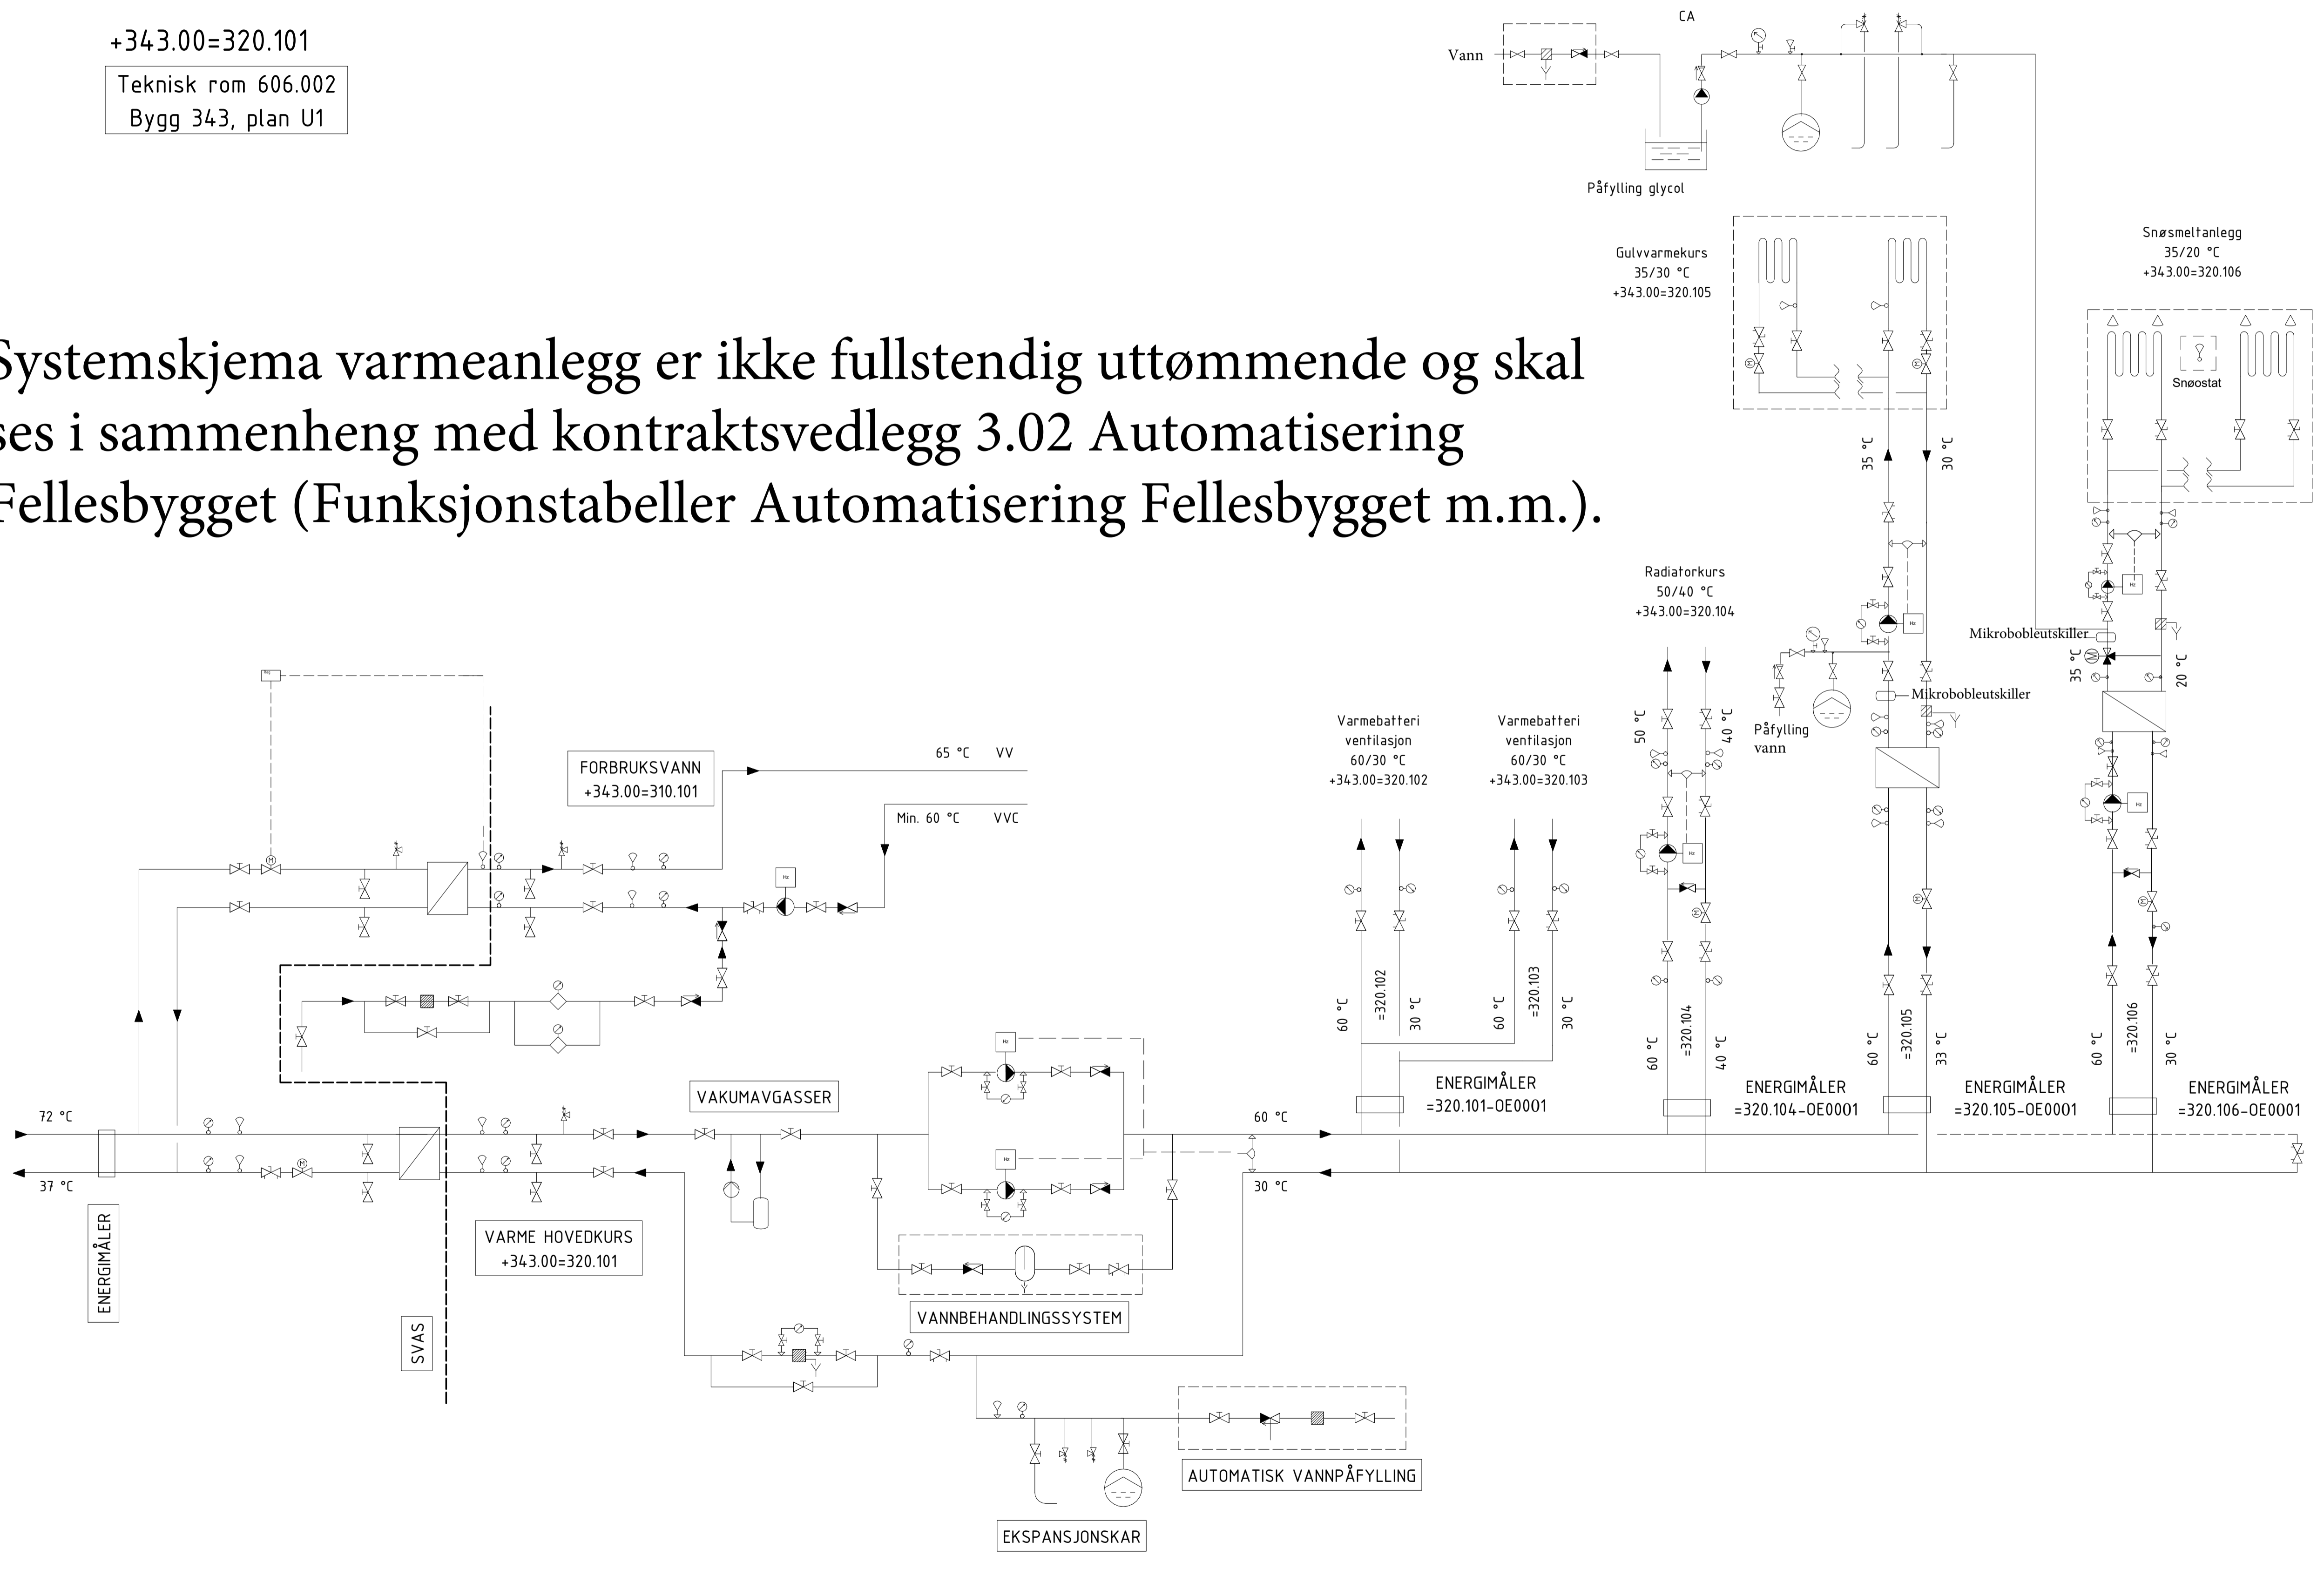 +343.00=320.101
Teknisk rom 606.002
Bygg 343, plan U1
CA
Vann
Påfylling glycol
Gulvvarmekurs
35/30 °C
+343.00=320.105
Snøsmeltanlegg
35/20 °C
+343.00=320.106
Snøostat
Systemskjema varmeanlegg er ikke fullstendig uttømmende og skal
ses i sammenheng med kontraktsvedlegg 3.02 Automatisering
Fellesbygget (Funksjonstabeller Automatisering Fellesbygget m.m.).
35 °C
30 °C
M
M
Radiatorkurs
50/40 °C
+343.00=320.104
Hz
Hz
Mikrobobleutskiller
35 °C
20 °C
Mikrobobleutskiller
Påfylling
vann
50 °C
40 °C
Varmebatteri
ventilasjon
60/30 °C
+343.00=320.102
Varmebatteri
ventilasjon
60/30 °C
+343.00=320.103
FORBRUKSVANN
+343.00=310.101
65 °C VV
Min. 60 °C VVC
M
Hz
Hz
Hz
M
M
M
60 °C
=320.102
30 °C
60 °C
=320.103
30 °C
60 °C
=320.104
40 °C
60 °C
=320.105
33 °C
60 °C
=320.106
30 °C
VAKUMAVGASSER
Hz
Hz
ENERGIMÅLER
=320.101-OE0001
ENERGIMÅLER
=320.104-OE0001
ENERGIMÅLER
=320.105-OE0001
ENERGIMÅLER
=320.106-OE0001
72 °C
37 °C
M
60 °C
30 °C
ENERGIMÅLER
SVAS
VARME HOVEDKURS
+343.00=320.101
VANNBEHANDLINGSSYSTEM
AUTOMATISK VANNPÅFYLLING
EKSPANSJONSKAR